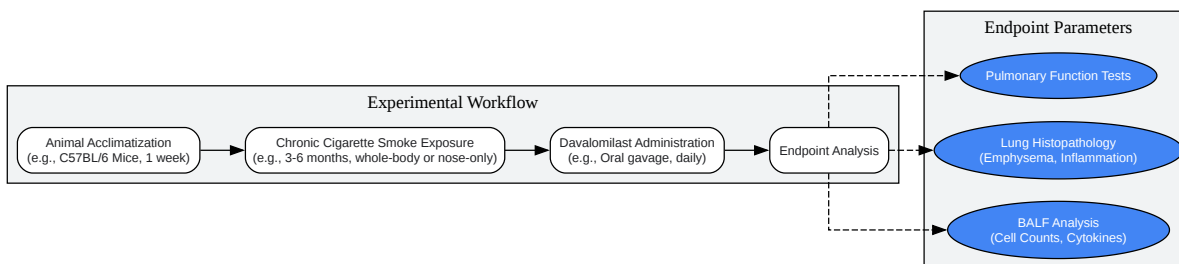 Experimental Workflow
Animal Acclimatization
(e.g., C57BL/6 Mice, 1 week)
Chronic Cigarette Smoke Exposure
(e.g., 3-6 months, whole-body or nose-only)
Davalomilast Administration
(e.g., Oral gavage, daily)
Endpoint Analysis
Endpoint Parameters
Pulmonary Function Tests
Lung Histopathology
(Emphysema, Inflammation)
BALF Analysis
(Cell Counts, Cytokines)